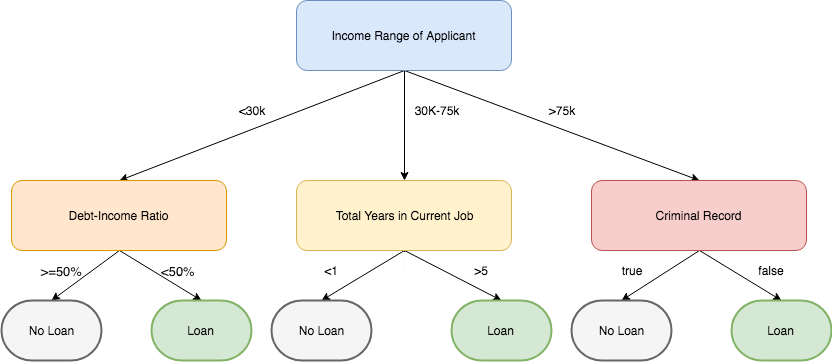 Income Range of Applicant
<30k
30K-75k
>75k
Debt-Income Ratio
Total Years in Current Job
Criminal Record
>=50%
<50%
<1
>5
true
false
No Loan
Loan
No Loan
Loan
No Loan
Loan